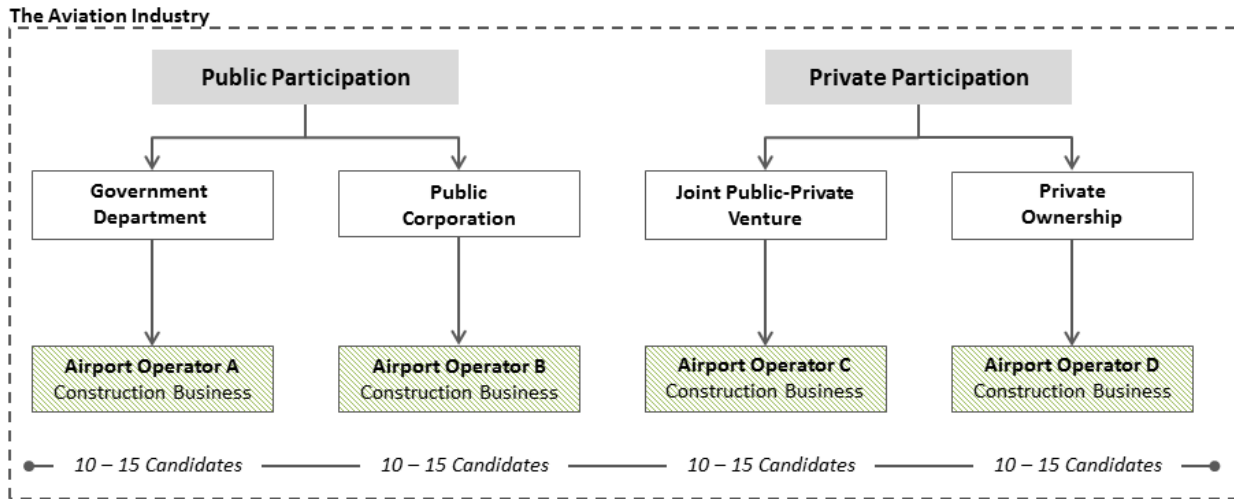 The Aviation Industry
Public Participation
Private Participation
Government
Department
Public
Corporation
Joint Public-Private
Venture
Private
Ownership
Airport Operator A
Construction Business
Airport Operator B
Construction Business
Airport Operator C
Construction Business
Airport Operator D
Construction Business
10 – 15 Candidates
10 – 15 Candidates
10 – 15 Candidates
10 – 15 Candidates